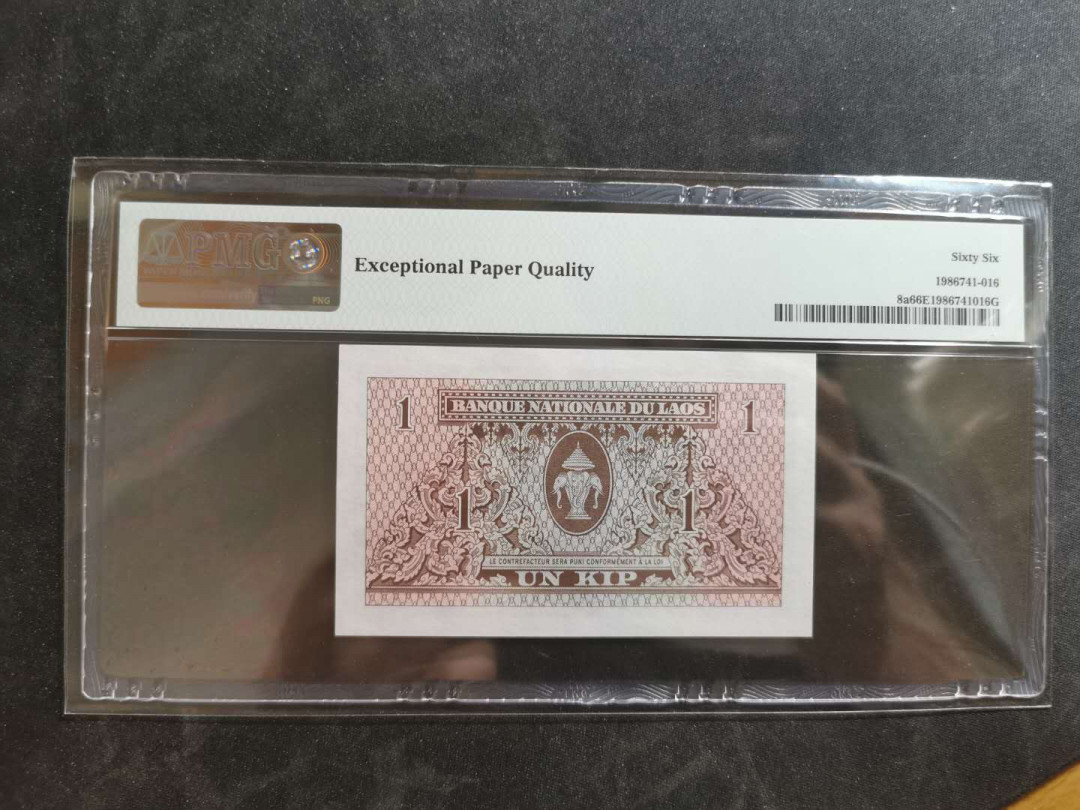 PMG
PNG
Exceptional Paper Quality
Sixty Six
1986741-016
8a66E1986741016G
1 BANQUE NATIONALE DU LAOS 1
1 1
LE CONTREFACTEUR SERA PUNI CONFORMÉMENT À LA LOI
UN KIP